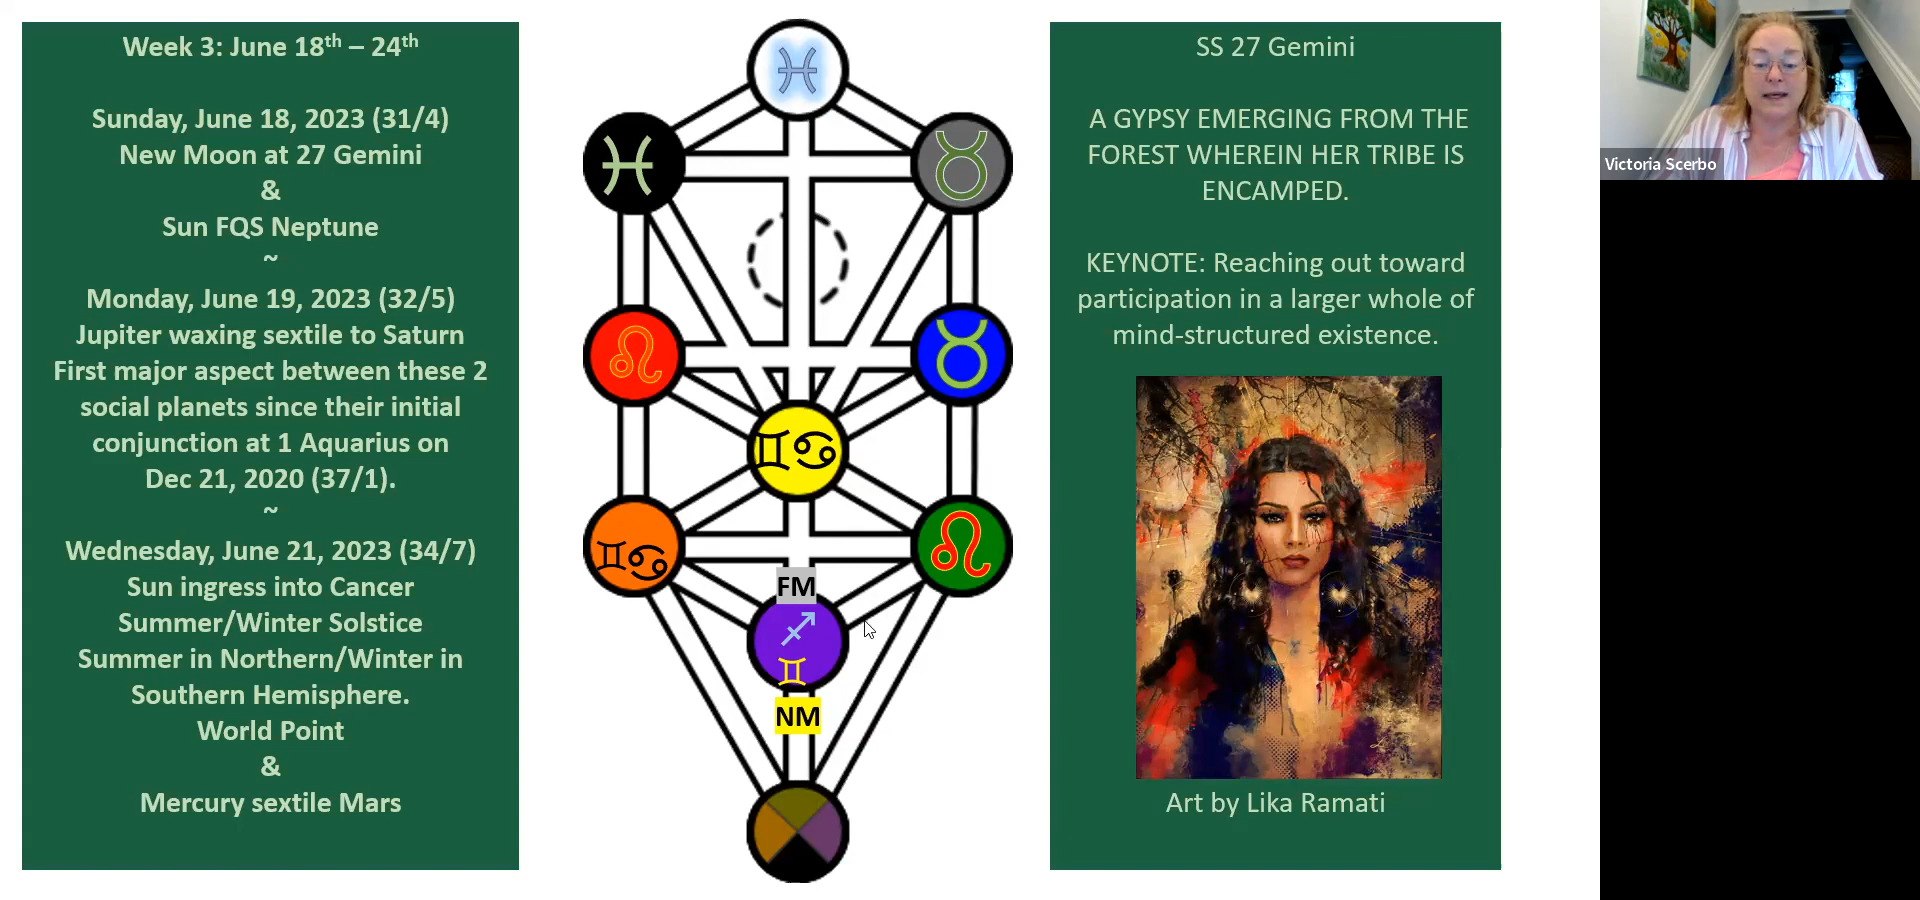 Week 3: June 18th – 24th
Sunday, June 18, 2023 (31/4)
New Moon at 27 Gemini
&
Sun FQS Neptune
~
Monday, June 19, 2023 (32/5)
Jupiter waxing sextile to Saturn
First major aspect between these 2
social planets since their initial
conjunction at 1 Aquarius on
Dec 21, 2020 (37/1).
~
Wednesday, June 21, 2023 (34/7)
Sun ingress into Cancer
Summer/Winter Solstice
Summer in Northern/Winter in
Southern Hemisphere.
World Point
&
Mercury sextile Mars
♓
♓
♉
♌
♉
♊♋
♊♋
♌
FM
♐
♊
NM
SS 27 Gemini
A GYPSY EMERGING FROM THE
FOREST WHEREIN HER TRIBE IS
ENCAMPED.
KEYNOTE: Reaching out toward
participation in a larger whole of
mind-structured existence.
Art by Lika Ramati
Victoria Scerbo